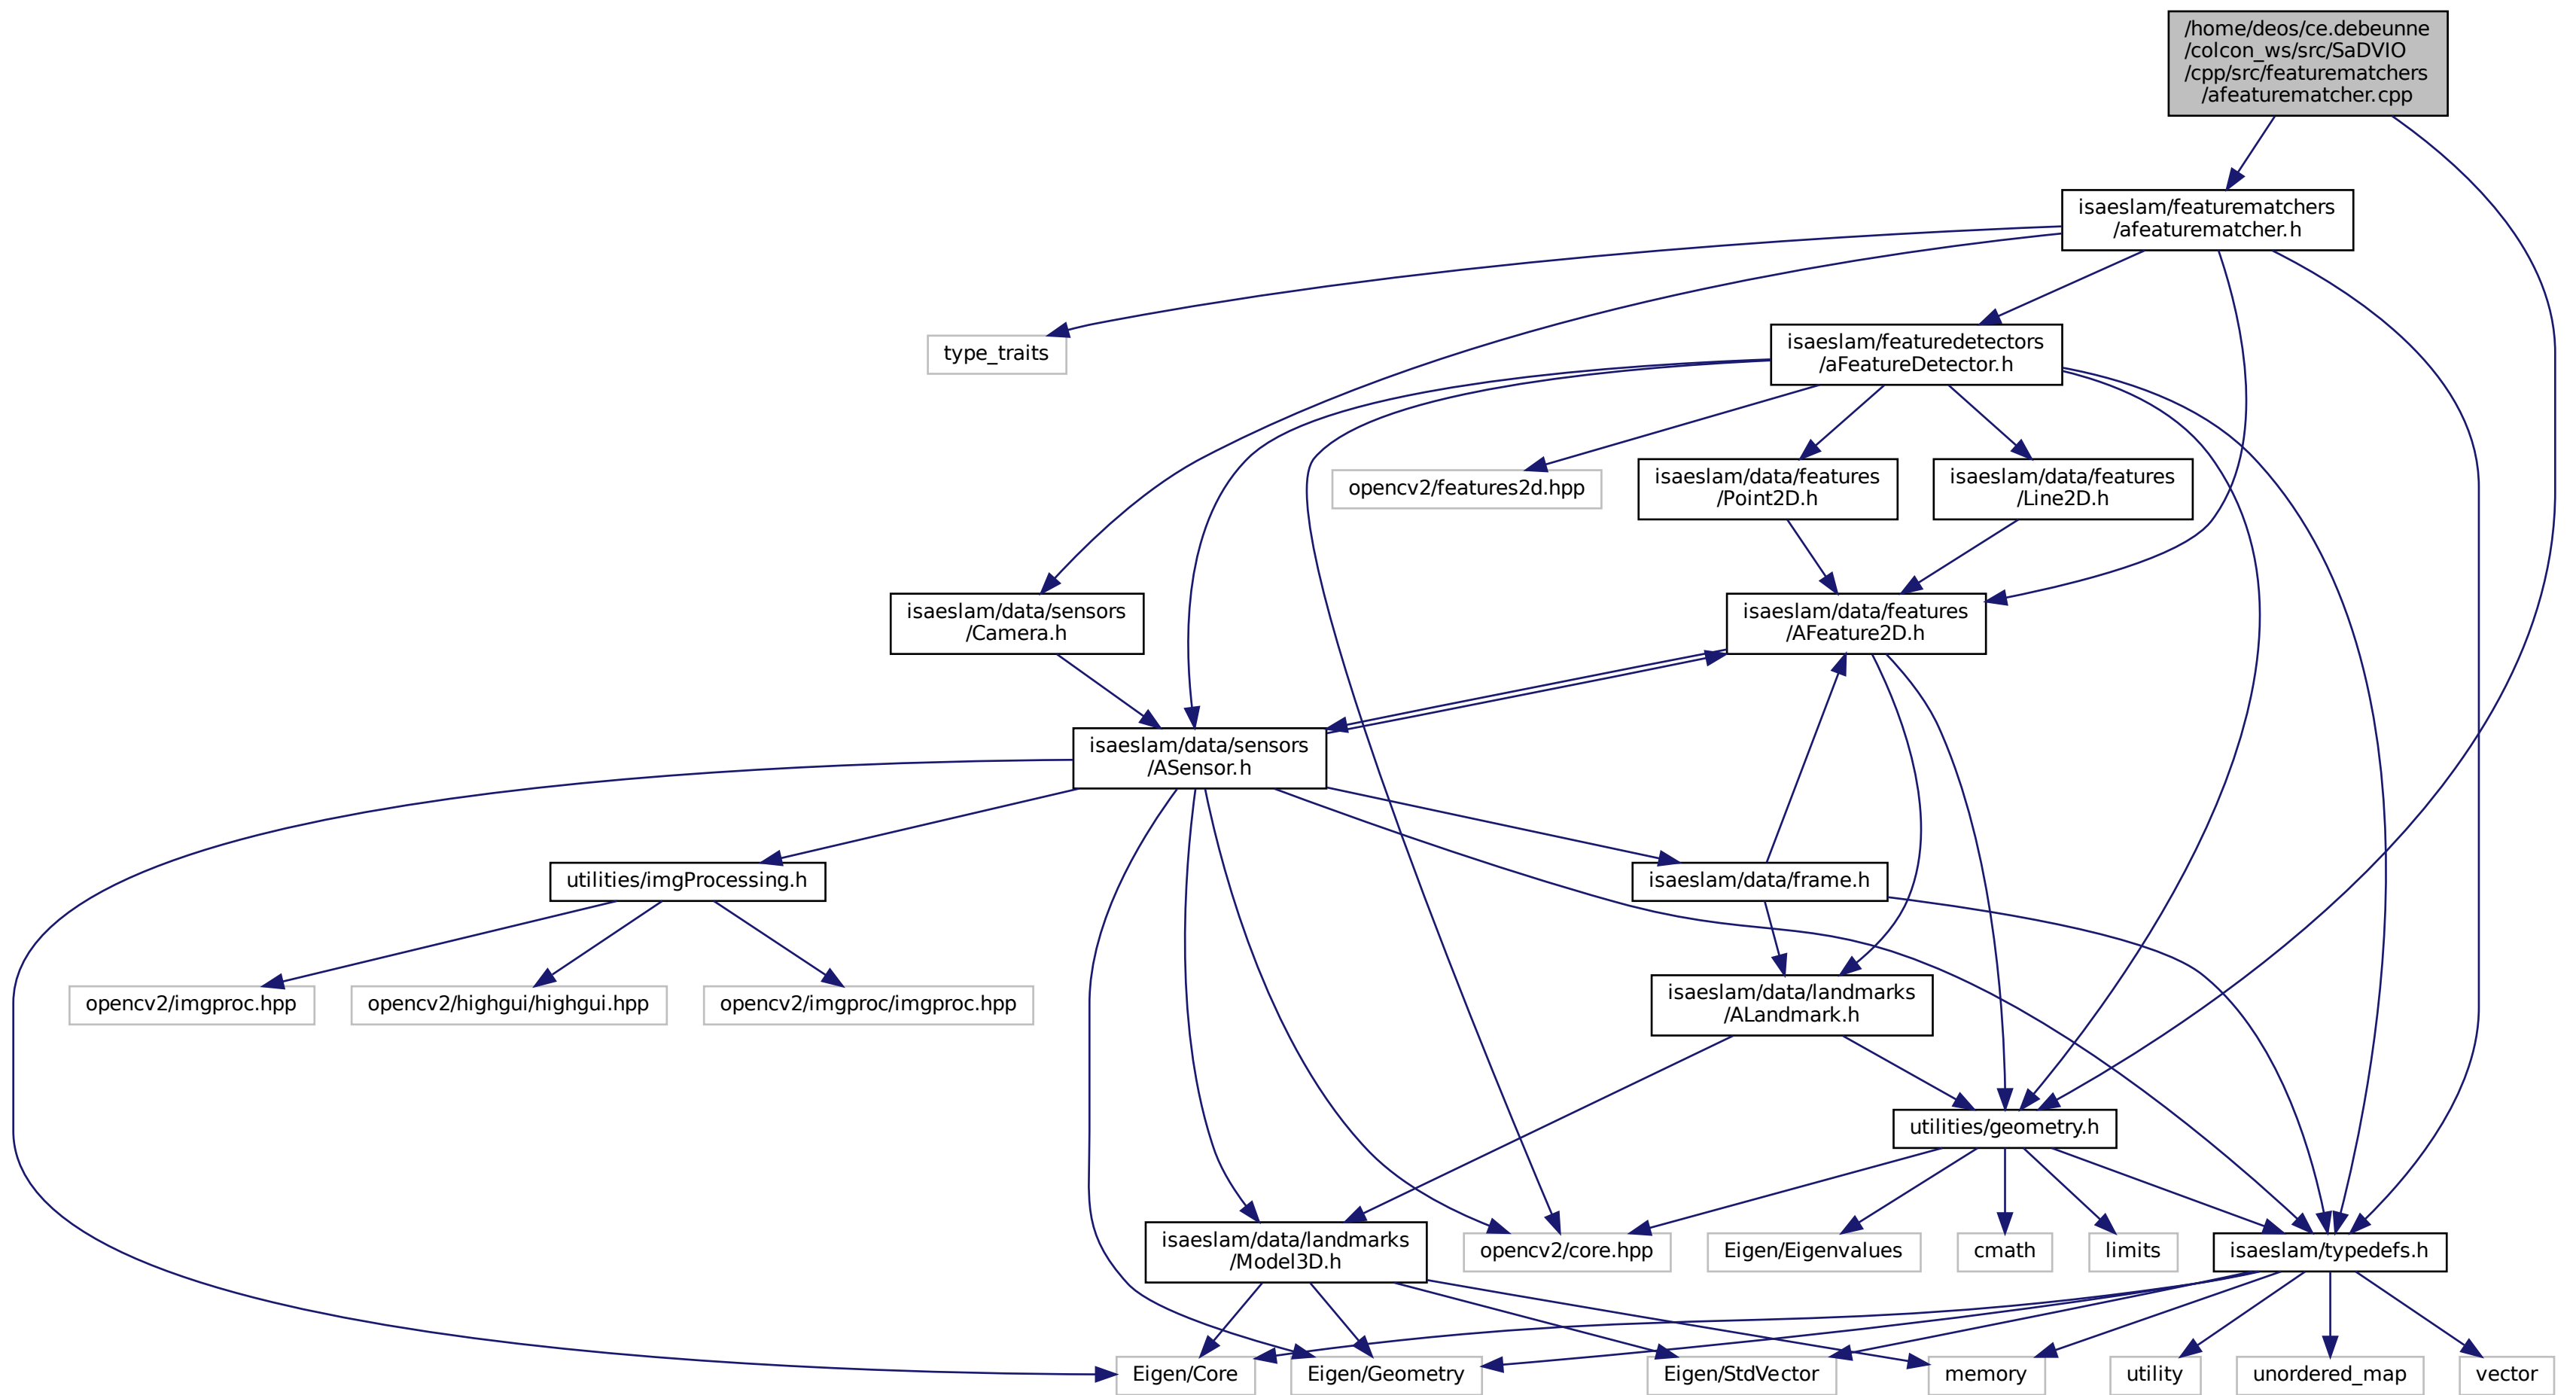 /home/deos/ce.debeunne
/colcon_ws/src/SaDVIO
/cpp/src/featurematchers
/afeaturematcher.cpp
isaeslam/featurematchers
/afeaturematcher.h
type_traits
isaeslam/featuredetectors
/aFeatureDetector.h
opencv2/features2d.hpp
isaeslam/data/features
/Point2D.h
isaeslam/data/features
/Line2D.h
isaeslam/data/sensors
/Camera.h
isaeslam/data/features
/AFeature2D.h
isaeslam/data/sensors
/ASensor.h
utilities/imgProcessing.h
isaeslam/data/frame.h
opencv2/imgproc.hpp
opencv2/highgui/highgui.hpp
opencv2/imgproc/imgproc.hpp
isaeslam/data/landmarks
/ALandmark.h
utilities/geometry.h
isaeslam/data/landmarks
/Model3D.h
opencv2/core.hpp
Eigen/Eigenvalues
cmath
limits
isaeslam/typedefs.h
Eigen/Core
Eigen/Geometry
Eigen/StdVector
memory
utility
unordered_map
vector